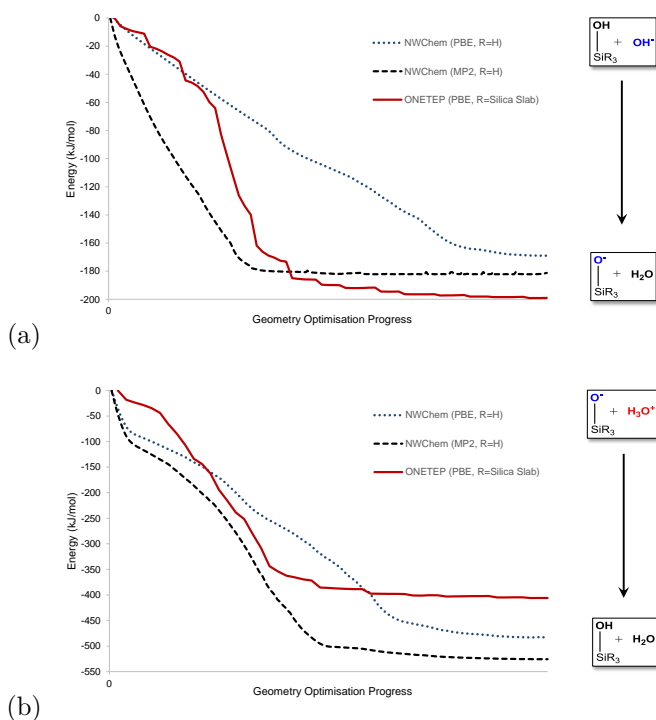 0
-20
-40
-60
-80
-100
-120
-140
-160
-180
-200
Energy (kJ/mol)
0
Geometry Optimisation Progress
NWChem (PBE, R=H)
NWChem (MP2, R=H)
ONETEP (PBE, R=Silica Slab)
OH
+ OH-
SiR3
O-
+ H2O
SiR3
(a)
0
-50
-100
-150
-200
-250
-300
-350
-400
-450
-500
-550
Energy (kJ/mol)
0
Geometry Optimisation Progress
NWChem (PBE, R=H)
NWChem (MP2, R=H)
ONETEP (PBE, R=Silica Slab)
O-
+ H3O+
SiR3
OH
+ H2O
SiR3
(b)